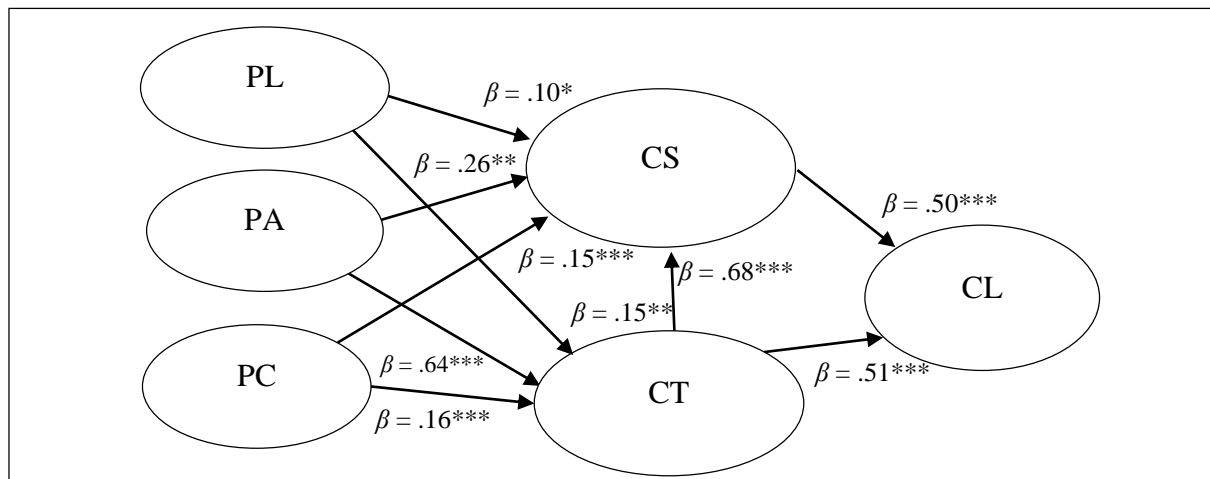 PL
β = .10*
CS
β = .26**
PA
β = .50***
β = .15***
β = .68***
CL
β = .15**
β = .64***
PC
β = .51***
CT
β = .16***